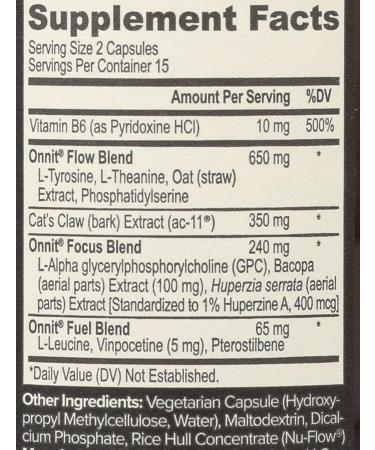 Supplement Facts
Serving Size 2 Capsules
Servings Per Container 15
Amount Per Serving %DV
Vitamin B6 (as Pyridoxine HCl) 10 mg 500%
Onnit® Flow Blend 650 mg *
L-Tyrosine, L-Theanine, Oat (straw)
Extract, Phosphatidylserine
Cat's Claw (bark) Extract (ac-11®) 350 mg *
Onnit® Focus Blend 240 mg *
L-Alpha glycerylphosphorylcholine (GPC), Bacopa
(aerial parts) Extract (100 mg), Huperzia serrata (aerial
parts) Extract [Standardized to 1% Huperzine A, 400 mcg]
Onnit® Fuel Blend 65 mg *
L-Leucine, Vinpocetine (5 mg), Pterostilbene
*Daily Value (DV) Not Established.
Other Ingredients: Vegetarian Capsule (Hydroxy-
propyl Methylcellulose, Water), Maltodextrin, Dical-
cium Phosphate, Rice Hull Concentrate (Nu-Flow®)